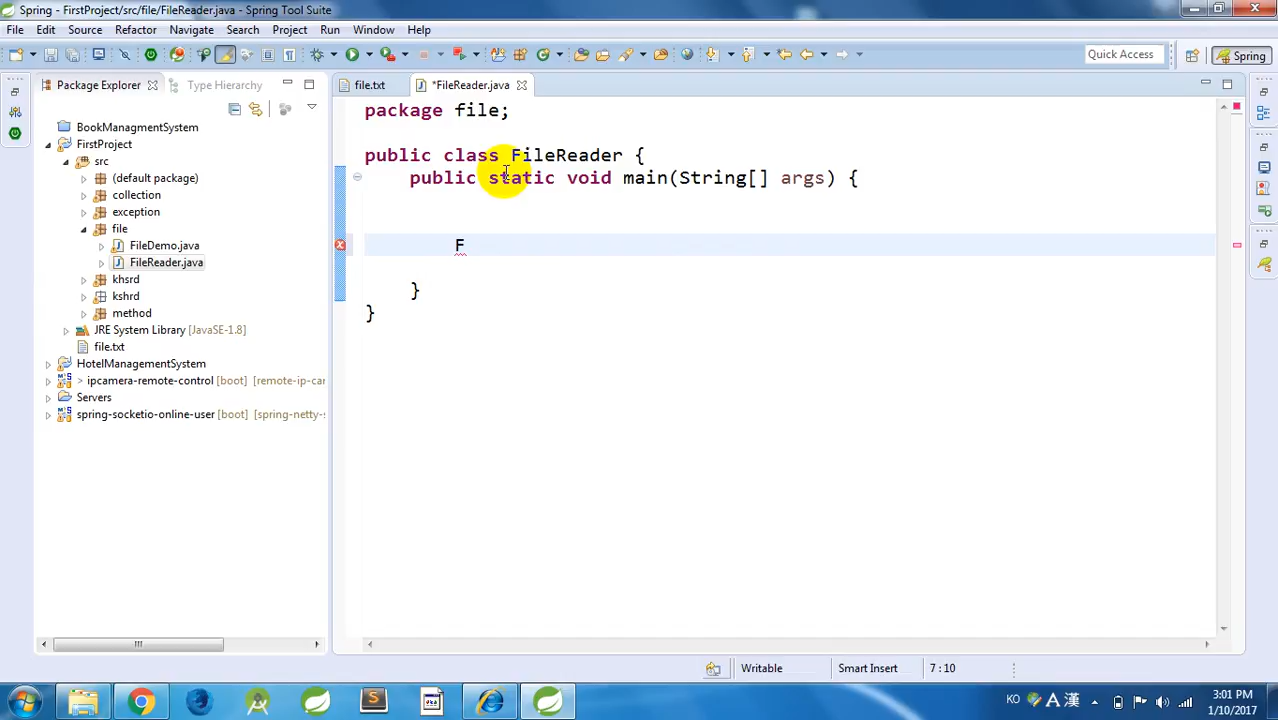 Spring - FirstProject/src/file/FileReader.java - Spring Tool Suite
File Edit Source Refactor Navigate Search Project Run Window Help
Quick Access
Spring
Package Explorer
Type Hierarchy
file.txt
*FileReader.java
BookManagmentSystem
FirstProject
src
(default package)
collection
exception
file
FileDemo.java
FileReader.java
khsrd
kshrd
method
JRE System Library [JavaSE-1.8]
file.txt
HotelManagementSystem
> ipcamera-remote-control [boot] [remote-ip-car
Servers
spring-socketio-online-user [boot] [spring-netty-s
package file;
public class FileReader {
public static void main(String[] args) {
F
}
}
Writable
Smart Insert
7 : 10
KO
A 漢
3:01 PM
1/10/2017